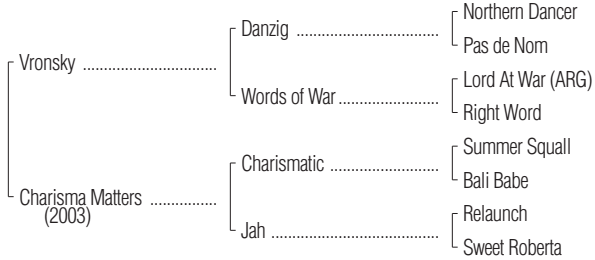 Northern Dancer
Danzig ..................................
Pas de Nom
Vronsky ................................
Lord At War (ARG)
Words of War........................
Right Word
Summer Squall
Charismatic ..........................
Bali Babe
Charisma Matters ................
(2003)
Relaunch
Jah .......................................
Sweet Roberta